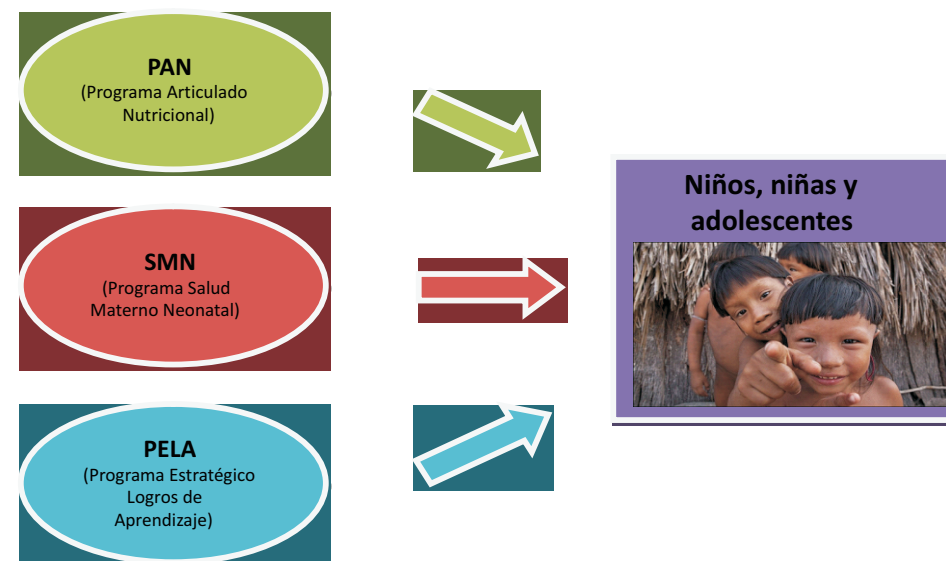 PAN
(Programa Articulado
Nutricional)
SMN
(Programa Salud
Materno Neonatal)
PELA
(Programa Estratégico
Logros de
Aprendizaje)
Niños, niñas y
adolescentes